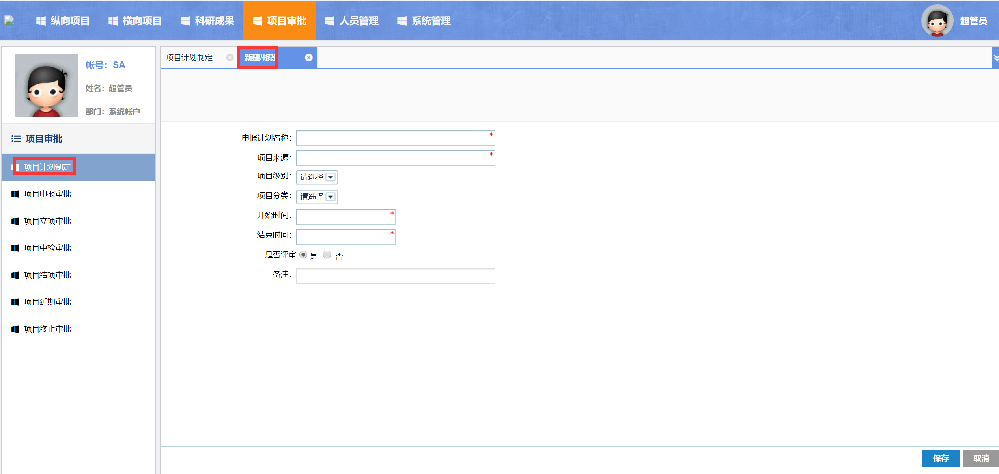 纵向项目 横向项目 科研成果 项目审批 人员管理 系统管理 超管员
帐号：SA
姓名：超管员
部门：系统帐户
项目审批
项目计划制定
项目申报审批
项目立项审批
项目中检审批
项目结项审批
项目延期审批
项目终止审批
项目计划制定 新建/修改
申报计划名称： *
项目来源： *
项目级别： 请选择
项目分类： 请选择
开始时间： *
结束时间： *
是否评审 是 否
备注：
保存 取消